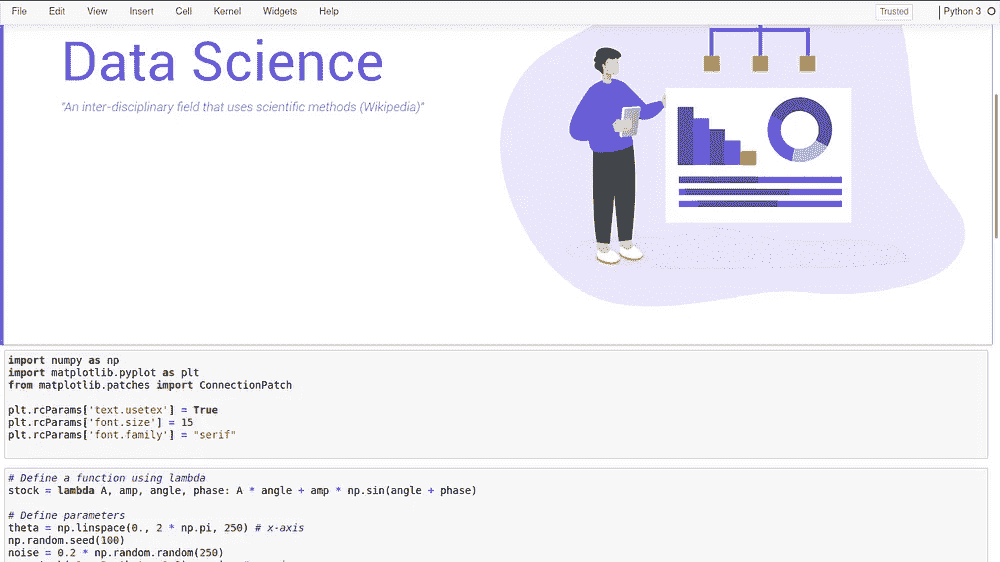 File Edit View Insert Cell Kernel Widgets Help Trusted Python 3
Data Science
"An inter-disciplinary field that uses scientific methods (Wikipedia)"
import numpy as np
import matplotlib.pyplot as plt
from matplotlib.patches import ConnectionPatch
plt.rcParams['text.usetex'] = True
plt.rcParams['font.size'] = 15
plt.rcParams['font.family'] = "serif"
# Define a function using lambda
stock = lambda A, amp, angle, phase: A * angle + amp * np.sin(angle + phase)
# Define parameters
theta = np.linspace(0., 2 * np.pi, 250) # x-axis
np.random.seed(100)
noise = 0.2 * np.random.random(250)